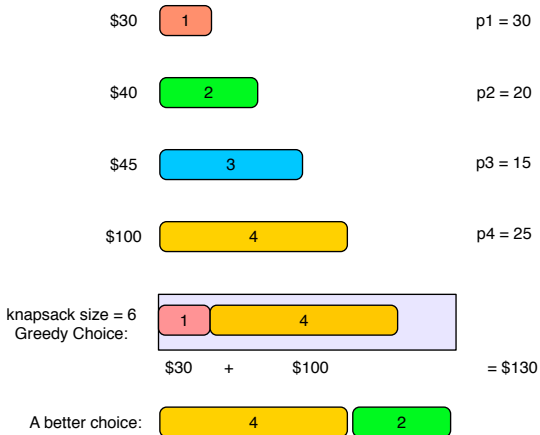 $30 1 p1 = 30
$40 2 p2 = 20
$45 3 p3 = 15
$100 4 p4 = 25
knapsack size = 6
Greedy Choice:
1 4
$30 + $100 = $130
A better choice: 4 2